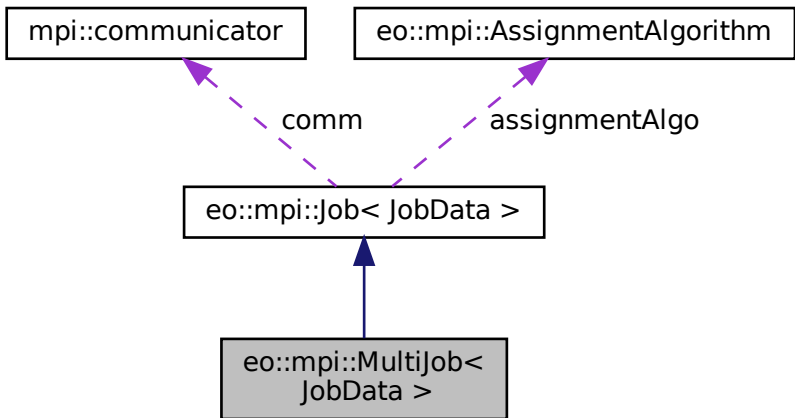 mpi::communicator
eo::mpi::AssignmentAlgorithm
comm
assignmentAlgo
eo::mpi::Job< JobData >
eo::mpi::MultiJob<
JobData >